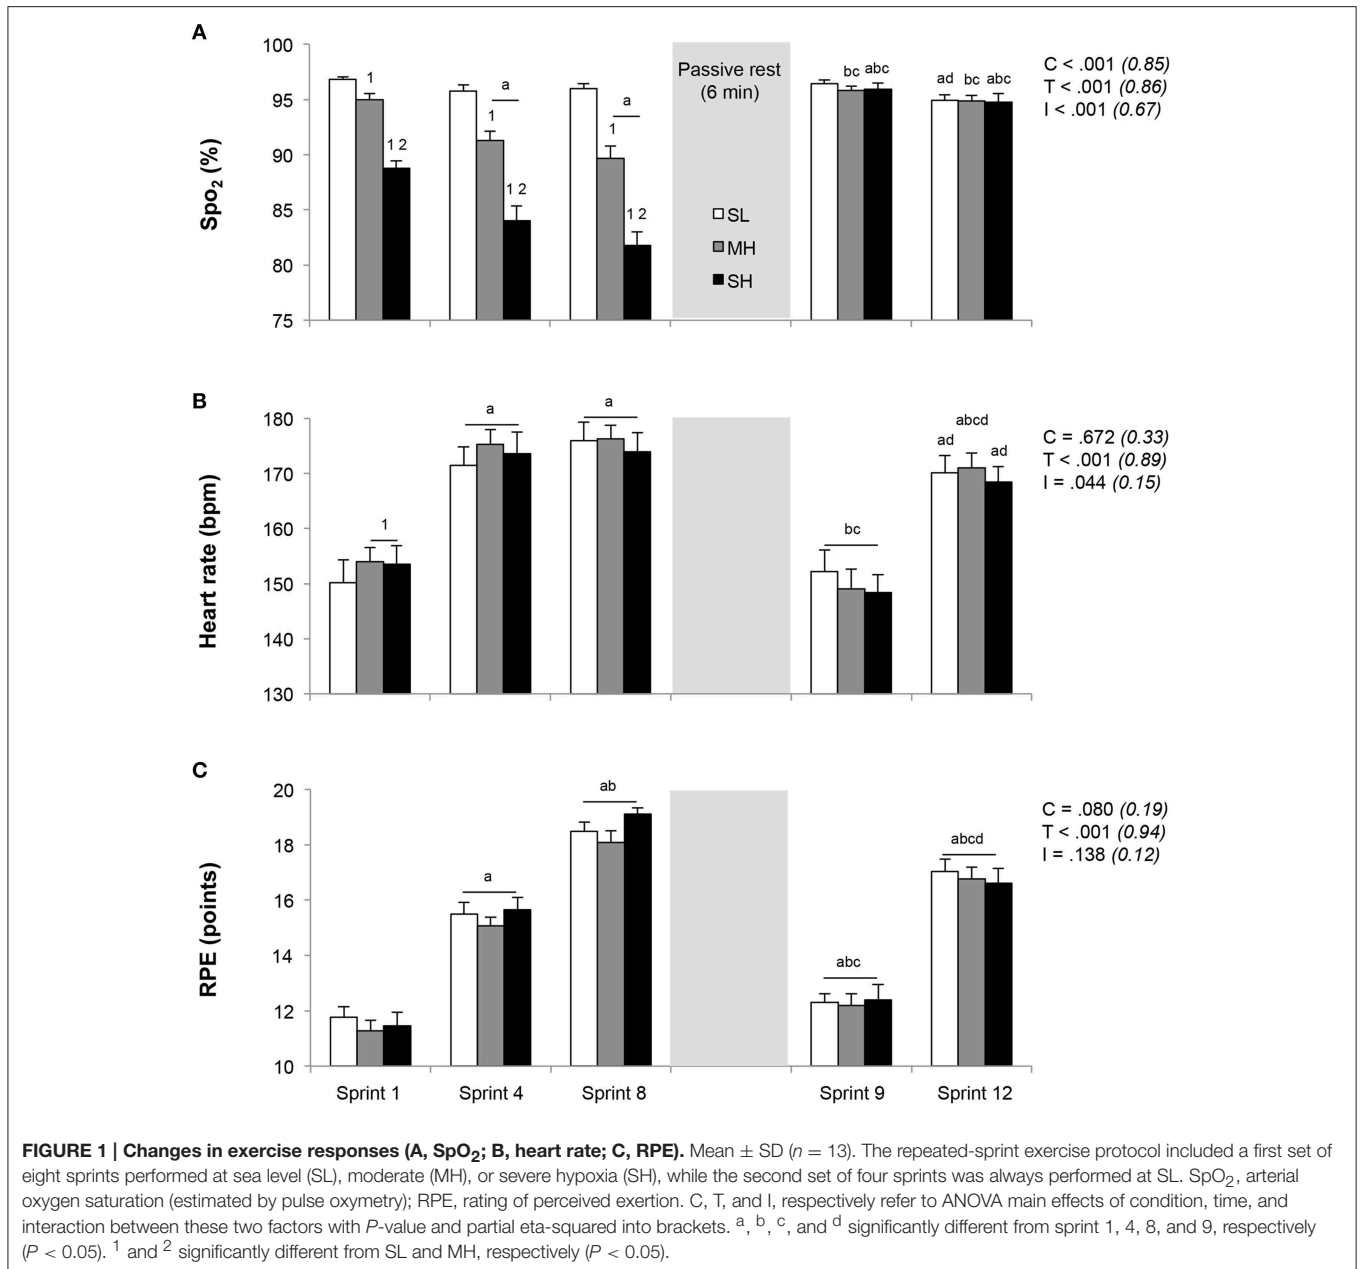 A
100
95
90
85
80
75
Spo₂ (%)
1
1 2
a
1
1 2
a
1
1 2
Passive rest
(6 min)
SL
MH
SH
bc abc
ad bc abc
C < .001 (0.85)
T < .001 (0.86)
I < .001 (0.67)
B
180
170
160
150
140
130
Heart rate (bpm)
1
a
a
bc
abcd
ad
ad
C = .672 (0.33)
T < .001 (0.89)
I = .044 (0.15)
C
20
18
16
14
12
10
RPE (points)
a
ab
abc
abcd
C = .080 (0.19)
T < .001 (0.94)
I = .138 (0.12)
Sprint 1 Sprint 4 Sprint 8 Sprint 9 Sprint 12
FIGURE 1 | Changes in exercise responses (A, SpO₂; B, heart rate; C, RPE). Mean ± SD (n = 13). The repeated-sprint exercise protocol included a first set of
eight sprints performed at sea level (SL), moderate (MH), or severe hypoxia (SH), while the second set of four sprints was always performed at SL. SpO₂, arterial
oxygen saturation (estimated by pulse oxymetry); RPE, rating of perceived exertion. C, T, and I, respectively refer to ANOVA main effects of condition, time, and
interaction between these two factors with P-value and partial eta-squared into brackets. ᵃ, ᵇ, ᶜ, and ᵈ significantly different from sprint 1, 4, 8, and 9, respectively
(P < 0.05). ¹ and ² significantly different from SL and MH, respectively (P < 0.05).